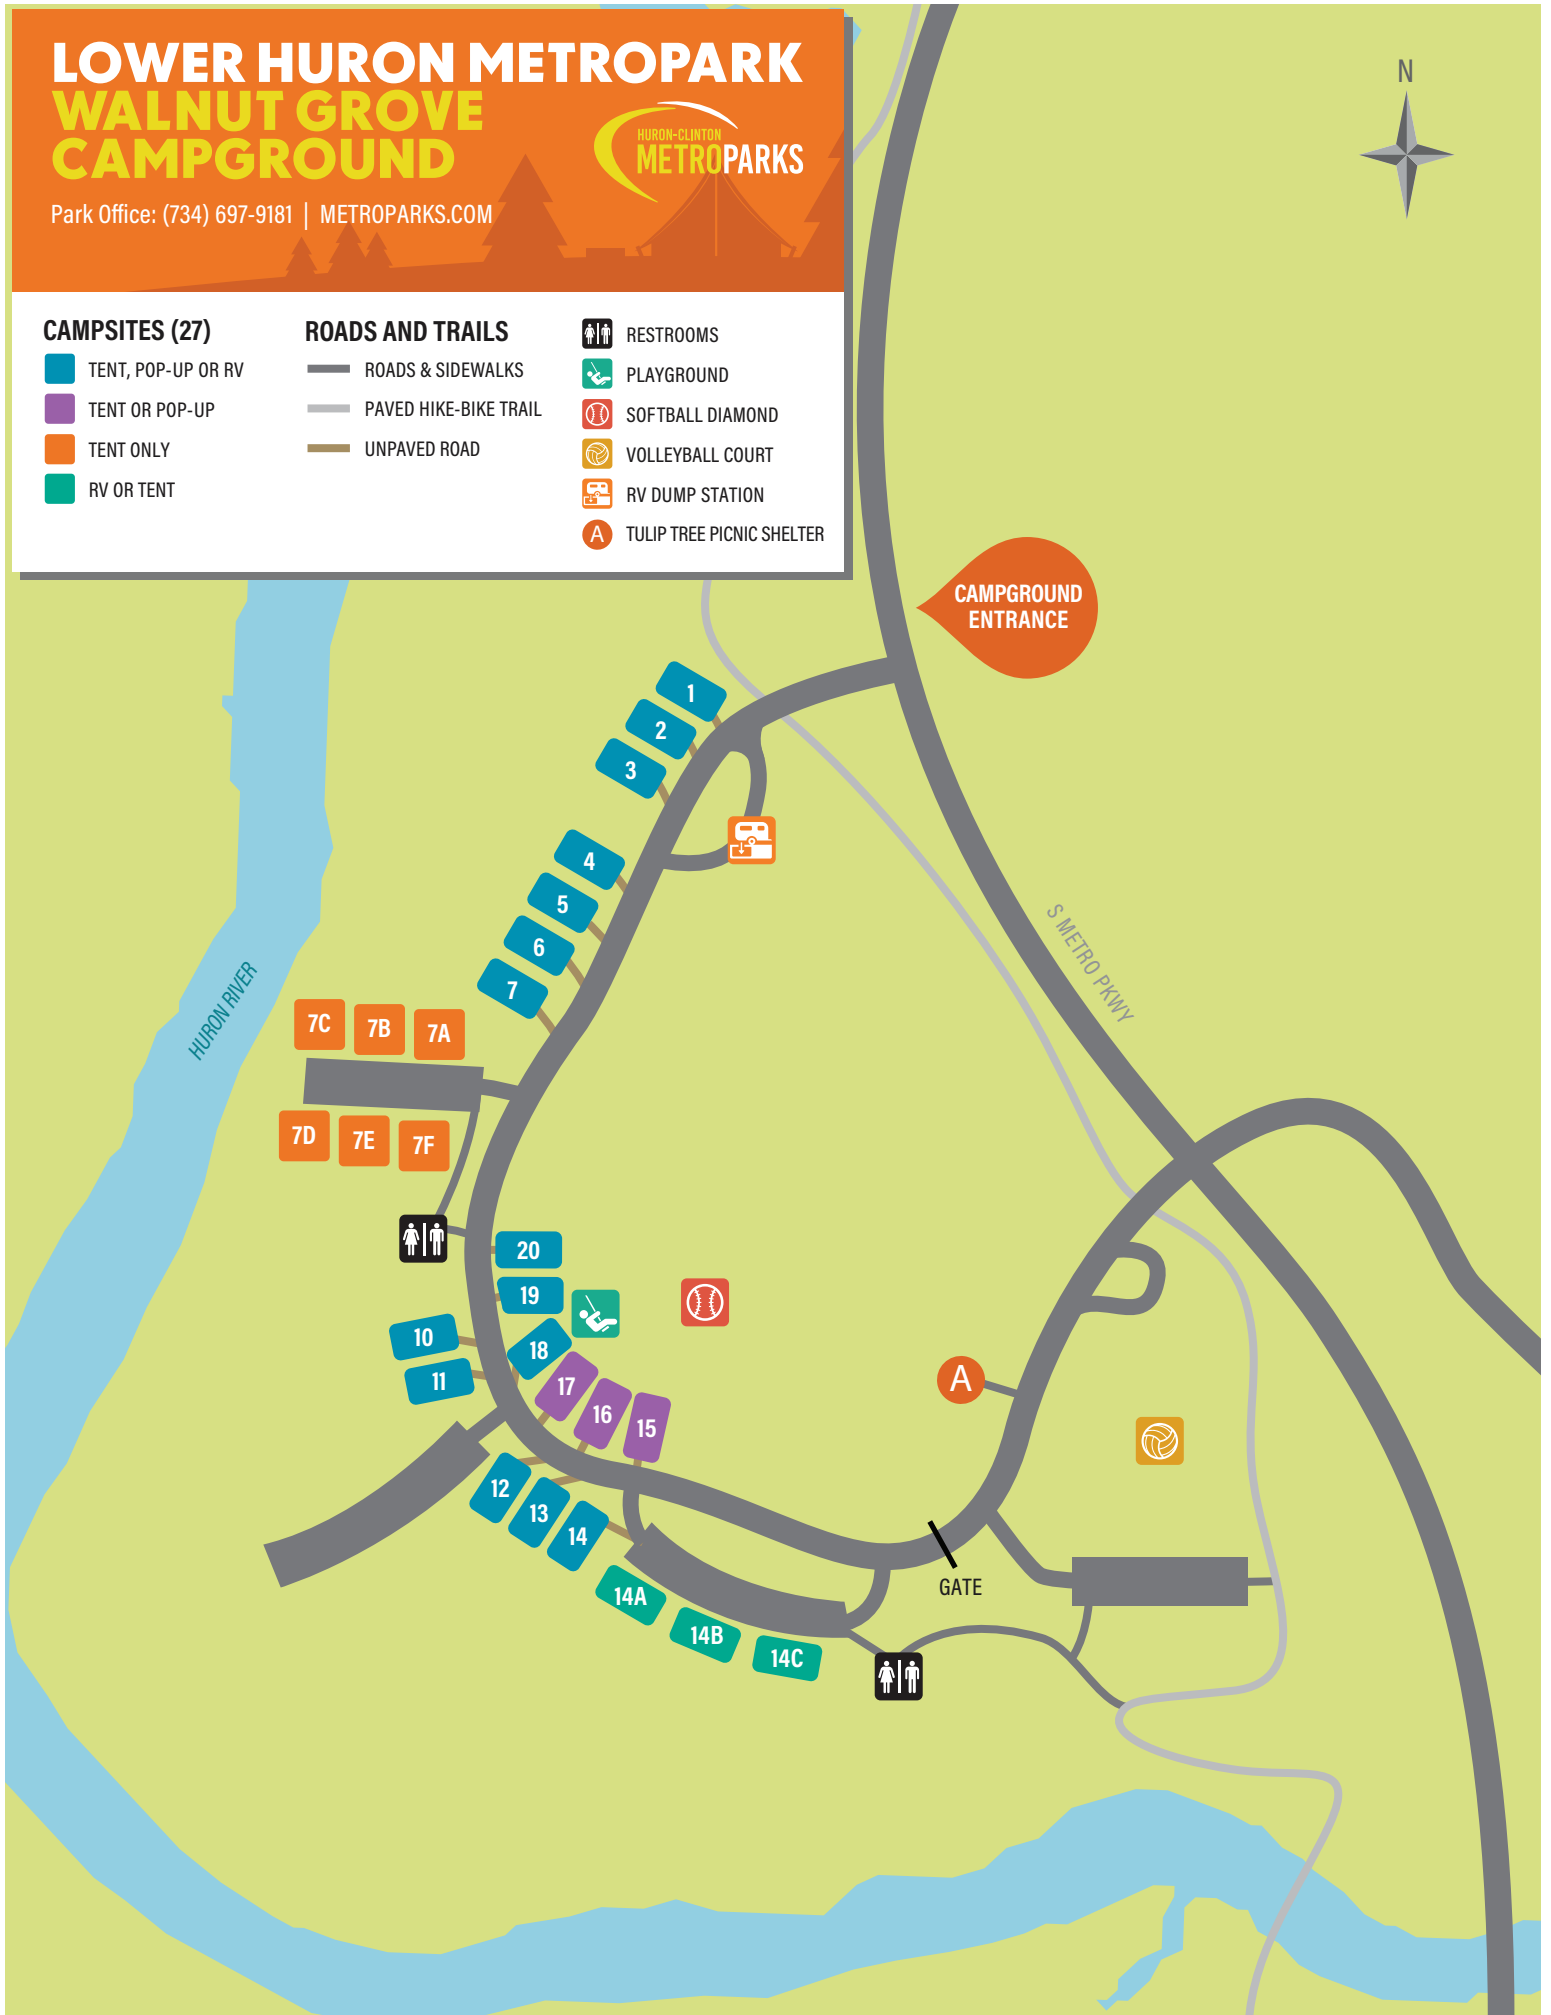 LOWER HURON METROPARK
WALNUT GROVE
CAMPGROUND
Park Office: (734) 697-9181 | METROPARKS.COM
HURON-CLINTON
METROPARKS
N
CAMPSITES (27)
TENT, POP-UP OR RV
TENT OR POP-UP
TENT ONLY
RV OR TENT
ROADS AND TRAILS
ROADS & SIDEWALKS
PAVED HIKE-BIKE TRAIL
UNPAVED ROAD
RESTROOMS
PLAYGROUND
SOFTBALL DIAMOND
VOLLEYBALL COURT
RV DUMP STATION
A TULIP TREE PICNIC SHELTER
CAMPGROUND
ENTRANCE
1
2
3
4
5
6
7
S METRO PKWY
HURON RIVER
7C
7B
7A
7D
7E
7F
20
19
10
18
11
17
16
15
A
12
13
14
GATE
14A
14B
14C